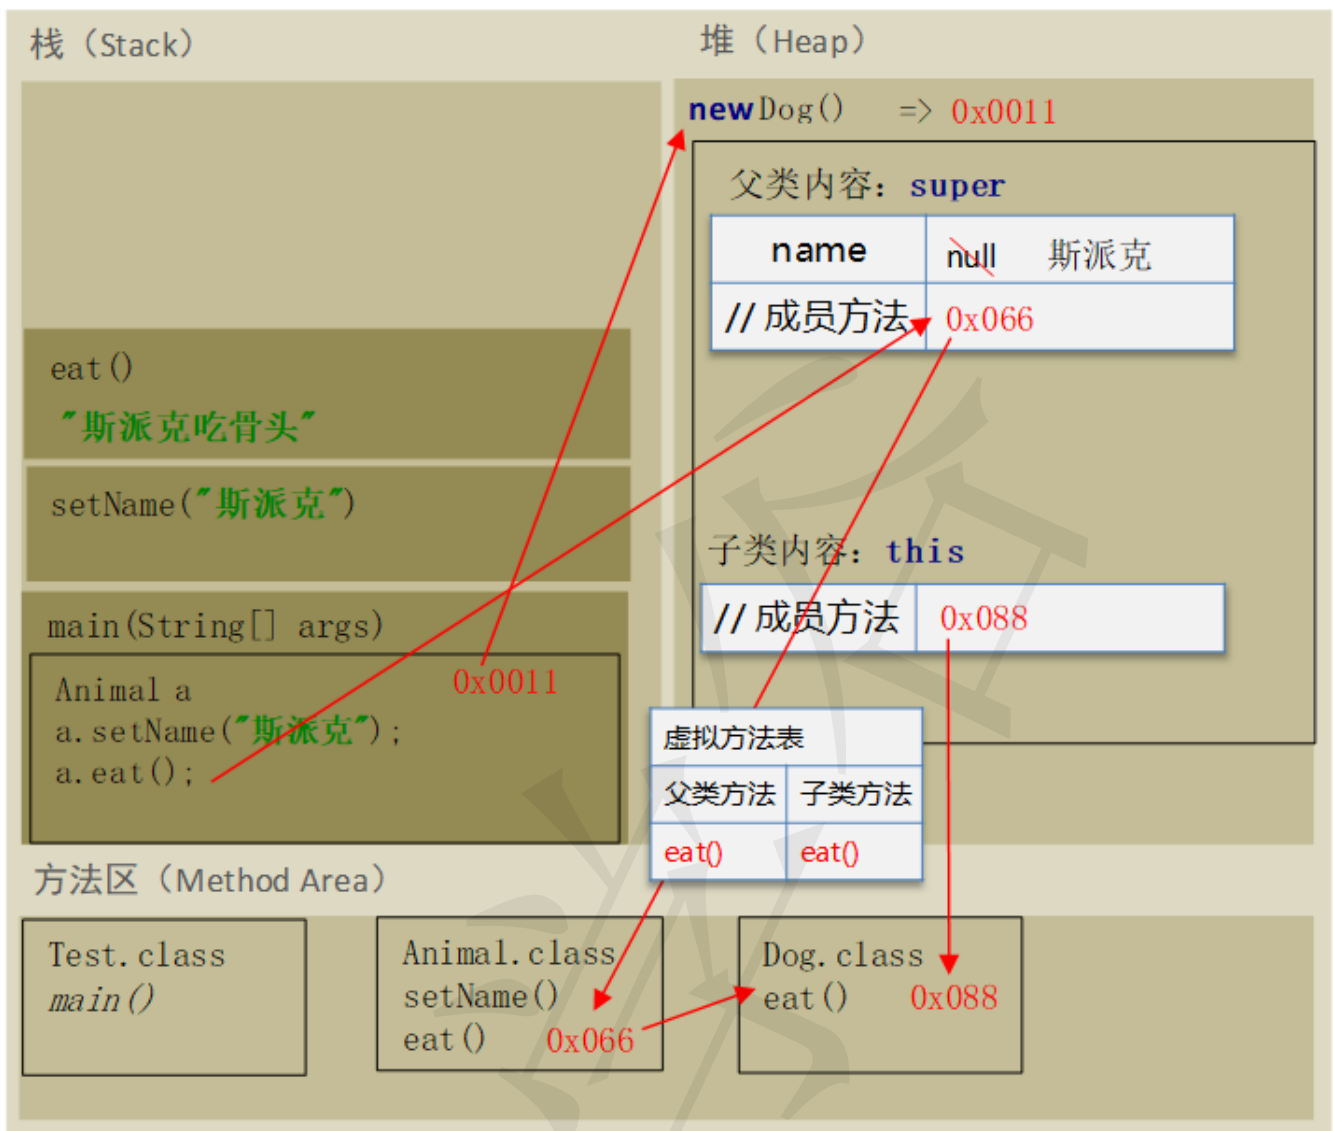 栈（Stack）
eat()
"斯派克吃骨头"
setName("斯派克")
main(String[] args)
Animal a 0x0011
a.setName("斯派克");
a.eat();
堆（Heap）
new Dog() => 0x0011
父类内容：super
name null 斯派克
// 成员方法 0x066
子类内容：this
// 成员方法 0x088
虚拟方法表
父类方法 子类方法
eat() eat()
方法区（Method Area）
Test.class
main()
Animal.class
setName()
eat() 0x066
Dog.class
eat() 0x088